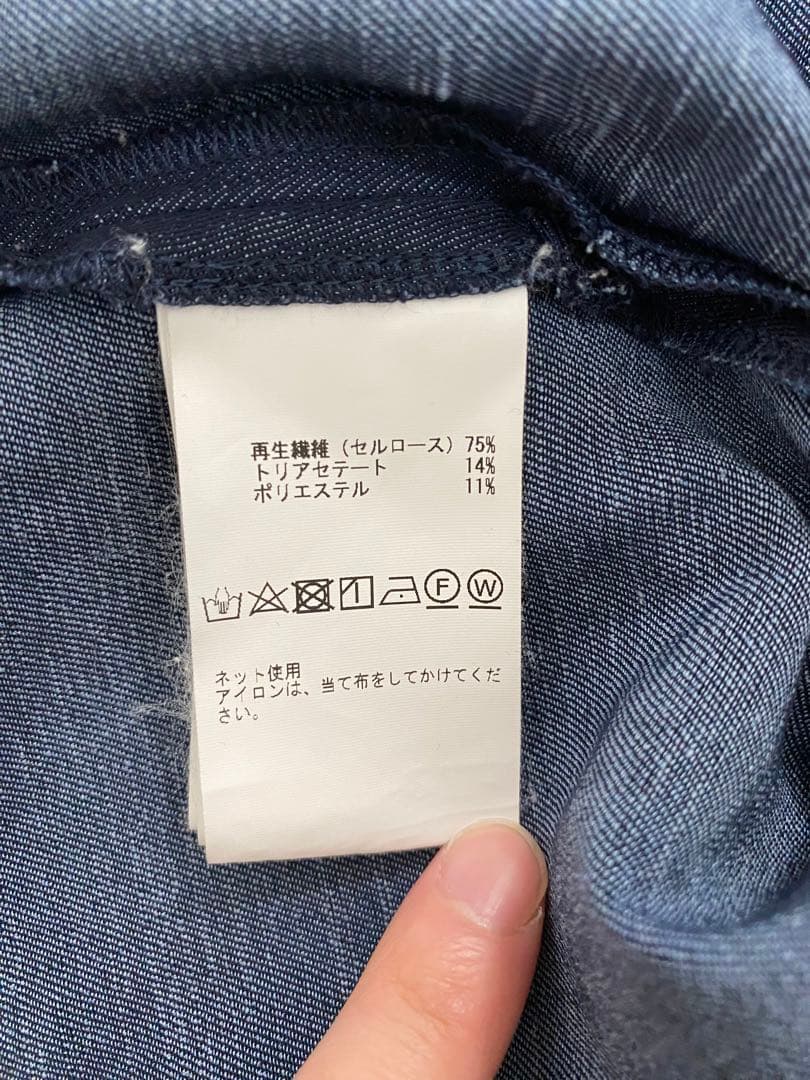 再生繊維（セルロース）75%
トリアセテート 14%
ポリエステル 11%
F W
ネット使用
アイロンは、当て布をしてかけてくだ
さい。